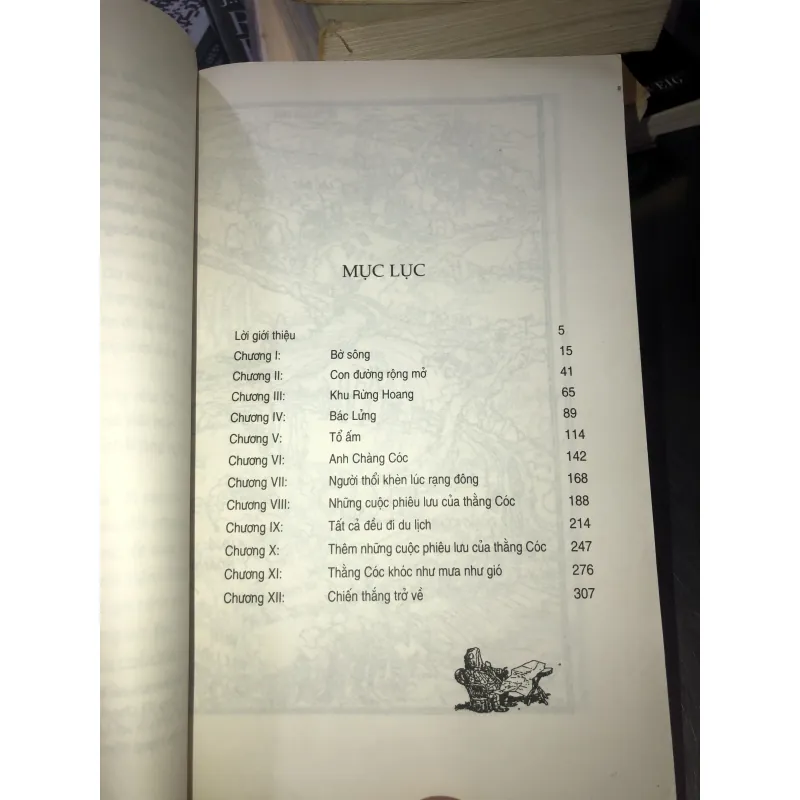 EIG
MỤC LỤC
Lời giới thiệu 5
Chương I: Bờ sông 15
Chương II: Con đường rộng mở 41
Chương III: Khu Rừng Hoang 65
Chương IV: Bác Lửng 89
Chương V: Tổ ấm 114
Chương VI: Anh Chàng Cóc 142
Chương VII: Người thổi khèn lúc rạng đông 168
Chương VIII: Những cuộc phiêu lưu của thằng Cóc 188
Chương IX: Tất cả đều đi du lịch 214
Chương X: Thêm những cuộc phiêu lưu của thằng Cóc 247
Chương XI: Thằng Cóc khóc như mưa như gió 276
Chương XII: Chiến thắng trở về 307